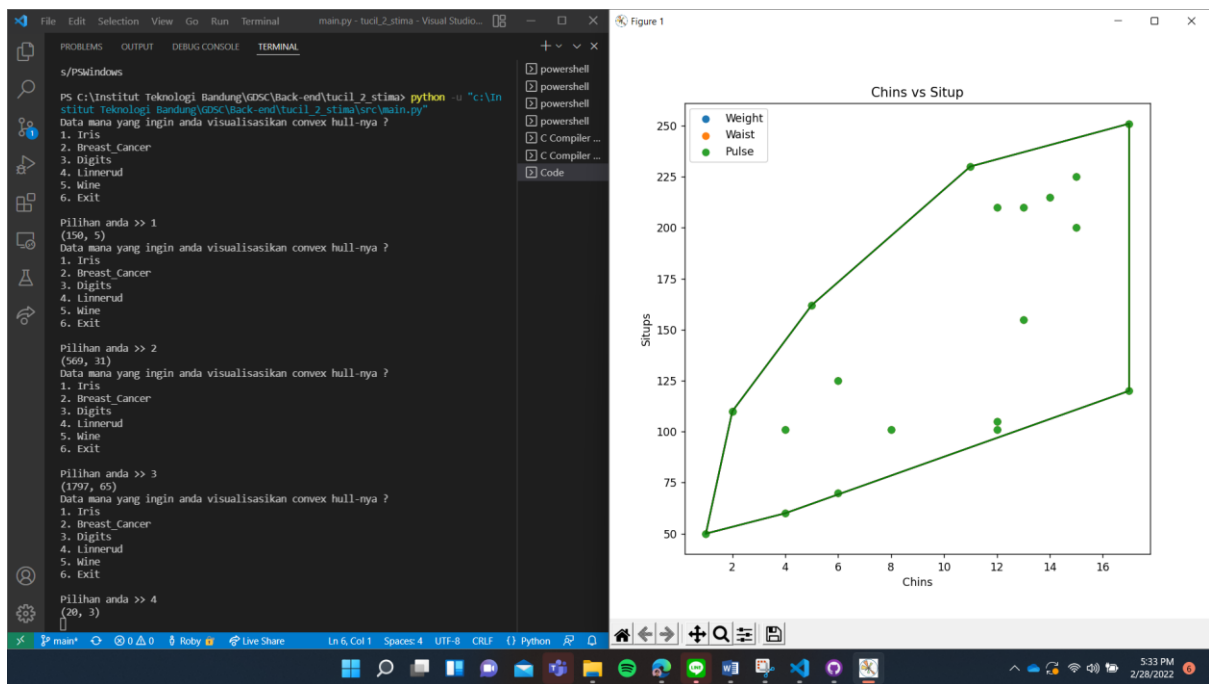 File Edit Selection View Go Run Terminal main.py - tucil_2_stima - Visual Studio...
PROBLEMS OUTPUT DEBUG CONSOLE TERMINAL
s/PSWindows
PS C:\Institut Teknologi Bandung\GDSC\Back-end\tucil_2_stima> python -u "c:\In
stitut Teknologi Bandung\GDSC\Back-end\tucil_2_stima\src\main.py"
Data mana yang ingin anda visualisasikan convex hull-nya ?
1. Iris
2. Breast_Cancer
3. Digits
4. Linnerud
5. Wine
6. Exit
Pilihan anda >> 1
(150, 5)
Data mana yang ingin anda visualisasikan convex hull-nya ?
1. Iris
2. Breast_Cancer
3. Digits
4. Linnerud
5. Wine
6. Exit
Pilihan anda >> 2
(569, 31)
Data mana yang ingin anda visualisasikan convex hull-nya ?
1. Iris
2. Breast_Cancer
3. Digits
4. Linnerud
5. Wine
6. Exit
Pilihan anda >> 3
(1797, 65)
Data mana yang ingin anda visualisasikan convex hull-nya ?
1. Iris
2. Breast_Cancer
3. Digits
4. Linnerud
5. Wine
6. Exit
Pilihan anda >> 4
(20, 3)
powershell
powershell
powershell
powershell
C Compiler ...
C Compiler ...
Code
1
main* 0 0 Roby Live Share Ln 6, Col 1 Spaces: 4 UTF-8 CRLF Python
Figure 1
Chins vs Situp
Weight
Waist
Pulse
250
225
200
175
150
125
100
75
50
Situps
2 4 6 8 10 12 14 16
Chins
5:33 PM
2/28/2022
6